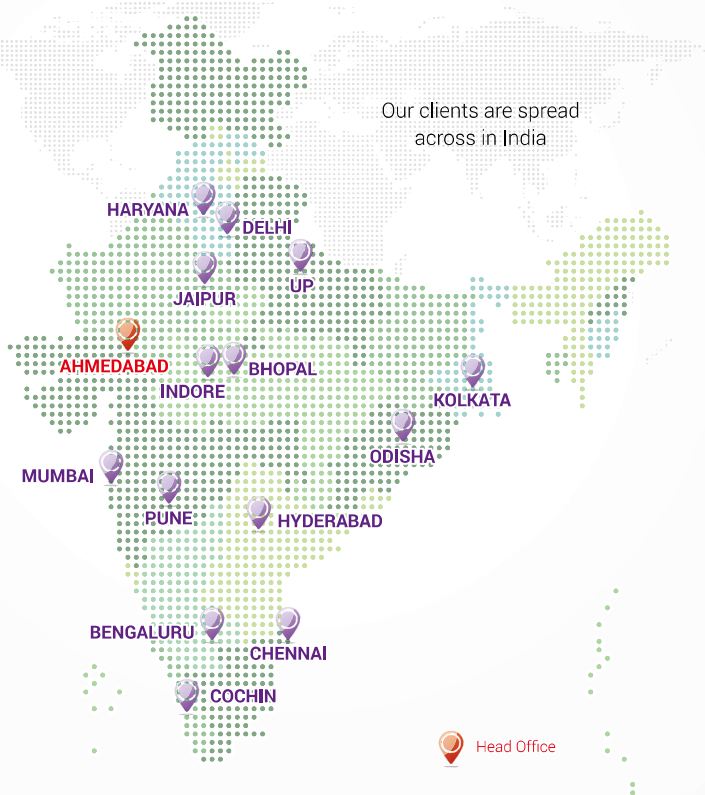 Our clients are spread
across in India
HARYANA
DELHI
UP
JAIPUR
AHMEDABAD
BHOPAL
INDORE
KOLKATA
ODISHA
MUMBAI
PUNE
HYDERABAD
BENGALURU
CHENNAI
COCHIN
Head Office